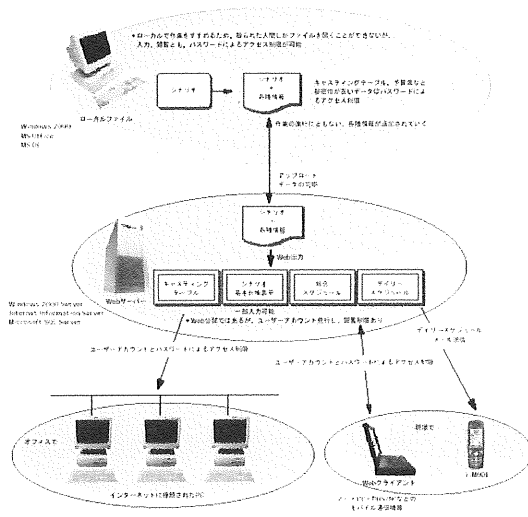 ＊ローカルで作業をすすめるため，限られた人間しかファイルを開くことができないが，
入力，閲覧とも，パスワードによるアクセス制限が可能
シナリオ
シナリオ
＋
各種情報
キャスティングテーブル，予算表など
秘密性が高いデータはパスワードによ
るアクセス制限
ローカルファイル
Windows 2000
MS Office
作業の進行にともない，各種情報が追加されていく
アップロード
シナリオ
＋
各種情報
Web出力
Webサーバー
キャスティング
テーブル
シナリオ
総合
スケジュール
デイリー
スケジュール
Windows 2000 Server
Internet Information Server
Microsoft SQL Server
一部入力可能
＊Web公開ではあるが，ユーザーアカウント発行し，閲覧制限あり
デイリースケジュール
メール送信
ユーザーアカウントとパスワードによるアクセス制限
ユーザーアカウントとパスワードによるアクセス制限
オフィスで
インターネットに接続されたPC
現場で
Webクライアント
モバイル通信機器